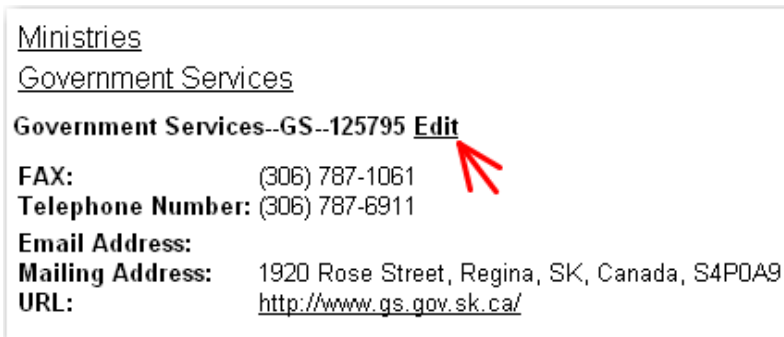 Ministries
Government Services
Government Services--GS--125795 Edit
FAX: (306) 787-1061
Telephone Number: (306) 787-6911
Email Address:
Mailing Address: 1920 Rose Street, Regina, SK, Canada, S4P0A9
URL: http://www.gs.gov.sk.ca/